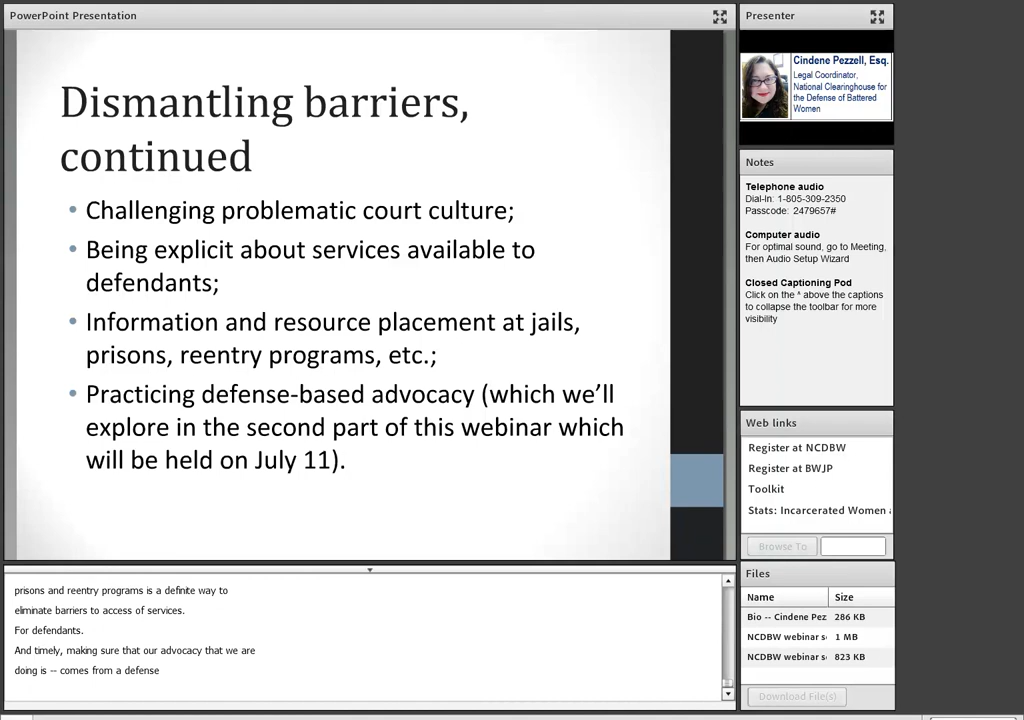 PowerPoint Presentation
Dismantling barriers,
continued
• Challenging problematic court culture;
• Being explicit about services available to
defendants;
• Information and resource placement at jails,
prisons, reentry programs, etc.;
• Practicing defense-based advocacy (which we’ll
explore in the second part of this webinar which
will be held on July 11).
prisons and reentry programs is a definite way to
eliminate barriers to access of services.
For defendants.
And timely, making sure that our advocacy that we are
doing is -- comes from a defense
Presenter
Cindene Pezzell, Esq.
Legal Coordinator,
National Clearinghouse for
the Defense of Battered
Women
Notes
Telephone audio
Dial-In: 1-805-309-2350
Passcode: 2479657#
Computer audio
For optimal sound, go to Meeting,
then Audio Setup Wizard
Closed Captioning Pod
Click on the ^ above the captions
to collapse the toolbar for more
visibility
Web links
Register at NCDBW
Register at BWJP
Toolkit
Stats: Incarcerated Women
Browse To
Files
Name Size
Bio -- Cindene Pez 286 KB
NCDBW webinar s 1 MB
NCDBW webinar s 823 KB
Download File(s)